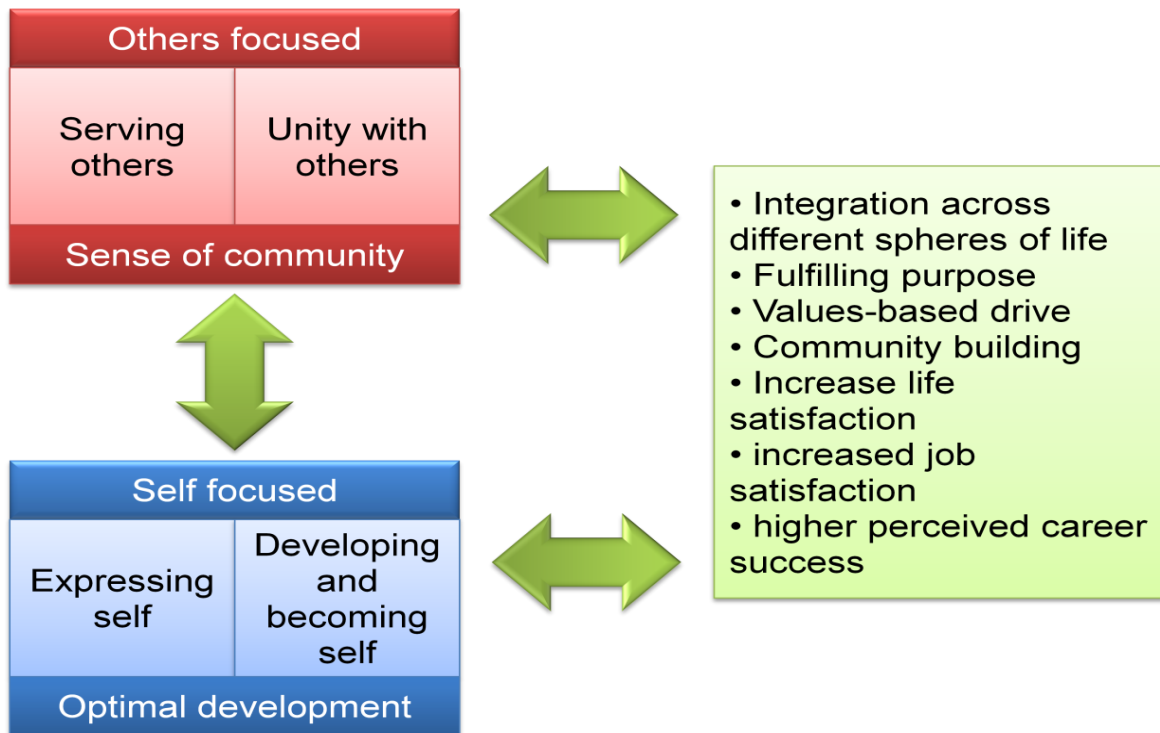 Others focused
Serving
others
Unity with
others
Sense of community
Self focused
Expressing
self
Developing
and
becoming
self
Optimal development
• Integration across
different spheres of life
• Fulfilling purpose
• Values-based drive
• Community building
• Increase life
satisfaction
• increased job
satisfaction
• higher perceived career
success